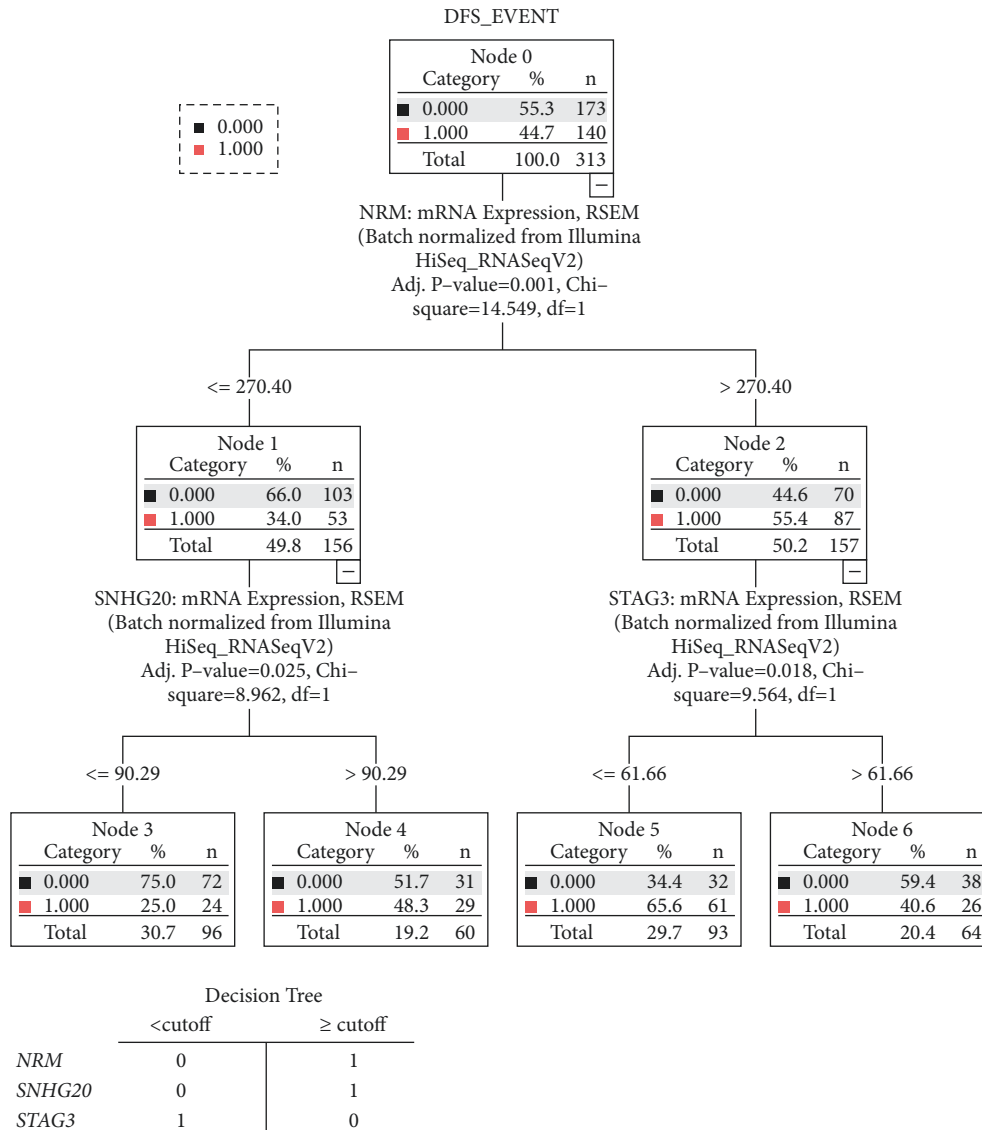 DFS_EVENT
0.000
1.000
Node 0
Category % n
0.000 55.3 173
1.000 44.7 140
Total 100.0 313
−
NRM: mRNA Expression, RSEM
(Batch normalized from Illumina
HiSeq_RNASeqV2)
Adj. P–value=0.001, Chi–
square=14.549, df=1
<= 270.40
> 270.40
Node 1
Category % n
0.000 66.0 103
1.000 34.0 53
Total 49.8 156
−
SNHG20: mRNA Expression, RSEM
(Batch normalized from Illumina
HiSeq_RNASeqV2)
Adj. P–value=0.025, Chi–
square=8.962, df=1
Node 2
Category % n
0.000 44.6 70
1.000 55.4 87
Total 50.2 157
−
STAG3: mRNA Expression, RSEM
(Batch normalized from Illumina
HiSeq_RNASeqV2)
Adj. P–value=0.018, Chi–
square=9.564, df=1
<= 90.29
> 90.29
<= 61.66
> 61.66
Node 3
Category % n
0.000 75.0 72
1.000 25.0 24
Total 30.7 96
Node 4
Category % n
0.000 51.7 31
1.000 48.3 29
Total 19.2 60
Node 5
Category % n
0.000 34.4 32
1.000 65.6 61
Total 29.7 93
Node 6
Category % n
0.000 59.4 38
1.000 40.6 26
Total 20.4 64
Decision Tree
<cutoff ≥ cutoff
NRM 0 1
SNHG20 0 1
STAG3 1 0